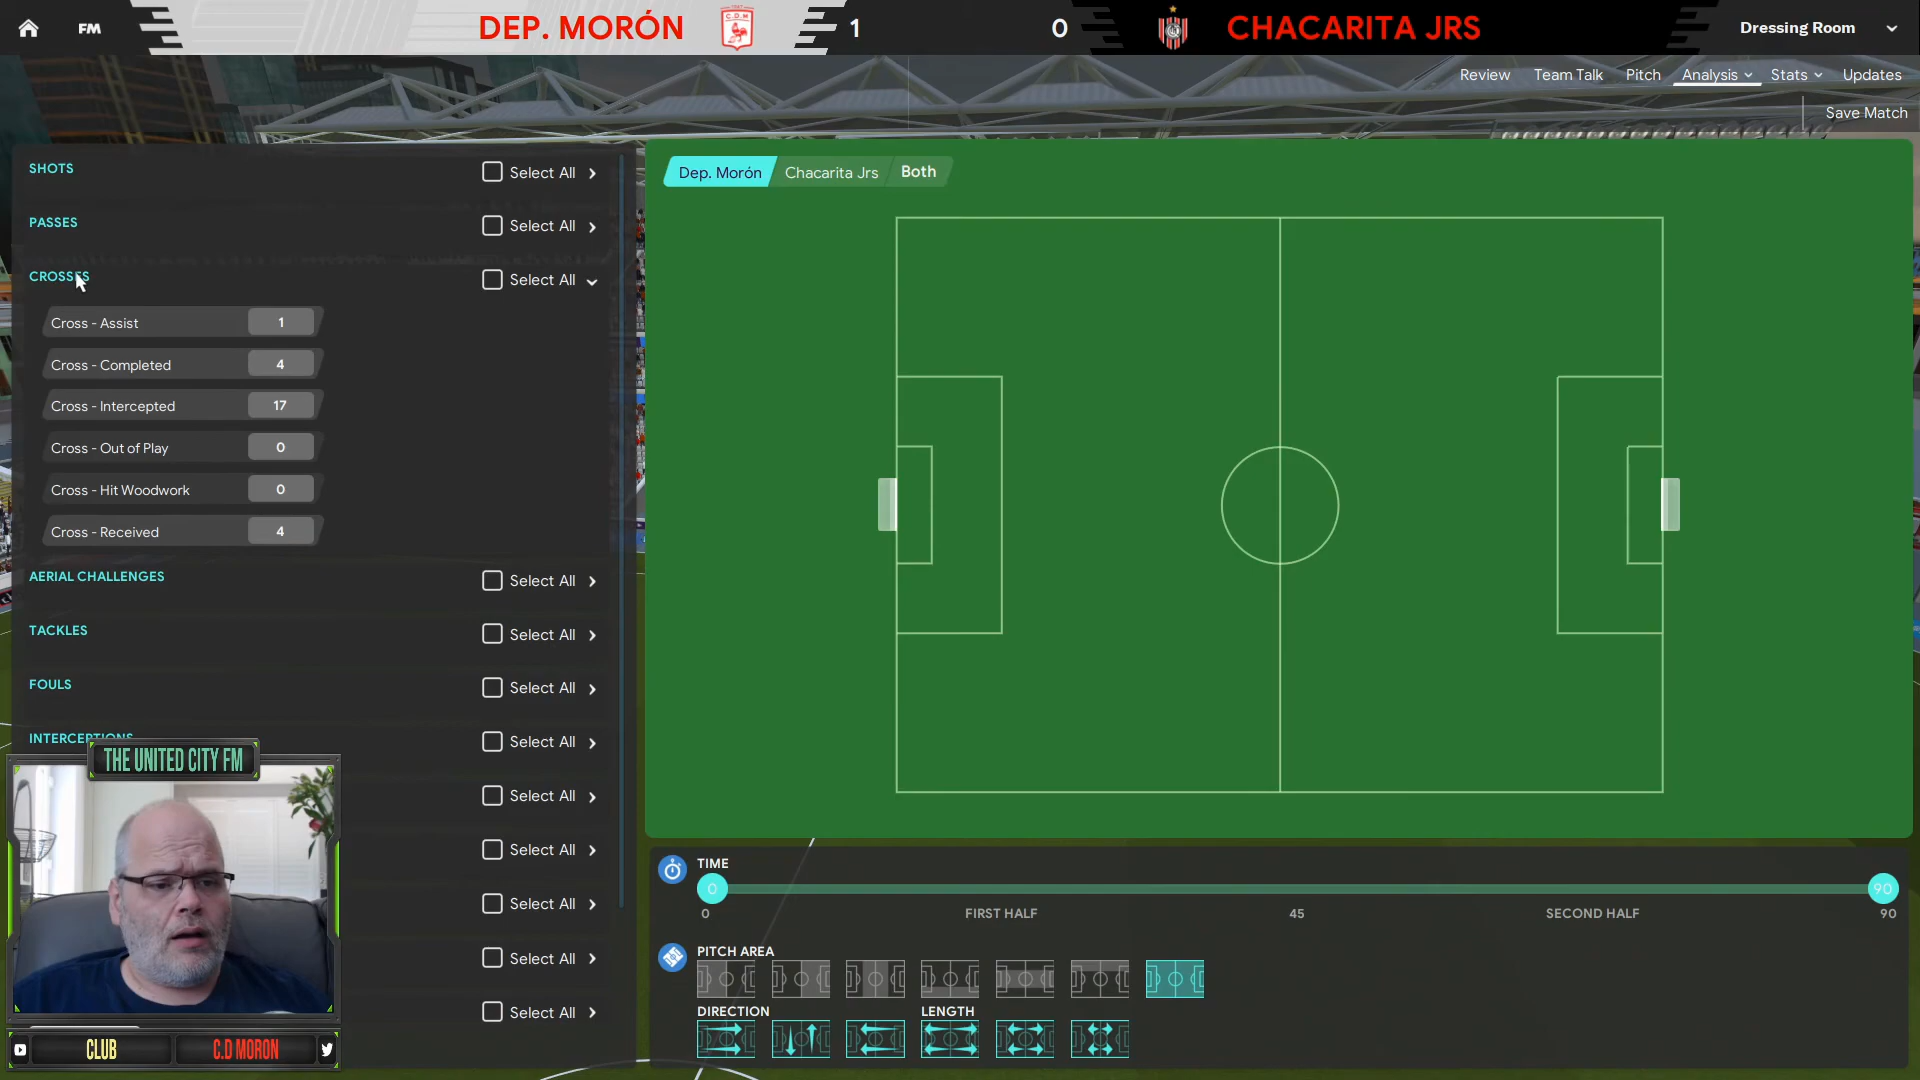 FM
DEP. MORÓN
C.D.M
1
0
CHACARITA JRS
Dressing Room
Review
Team Talk
Pitch
Analysis
Stats
Updates
Save Match
SHOTS
Select All
PASSES
Select All
CROSSES
Select All
Cross - Assist 1
Cross - Completed 4
Cross - Intercepted 17
Cross - Out of Play 0
Cross - Hit Woodwork 0
Cross - Received 4
AERIAL CHALLENGES
Select All
TACKLES
Select All
FOULS
Select All
INTERCEPTIONS
Select All
Select All
Select All
Select All
Select All
Select All
Dep. Morón
Chacarita Jrs
Both
TIME
0
90
0
FIRST HALF
45
SECOND HALF
90
PITCH AREA
DIRECTION
LENGTH
THE UNITED CITY FM
CLUB
C.D MORON